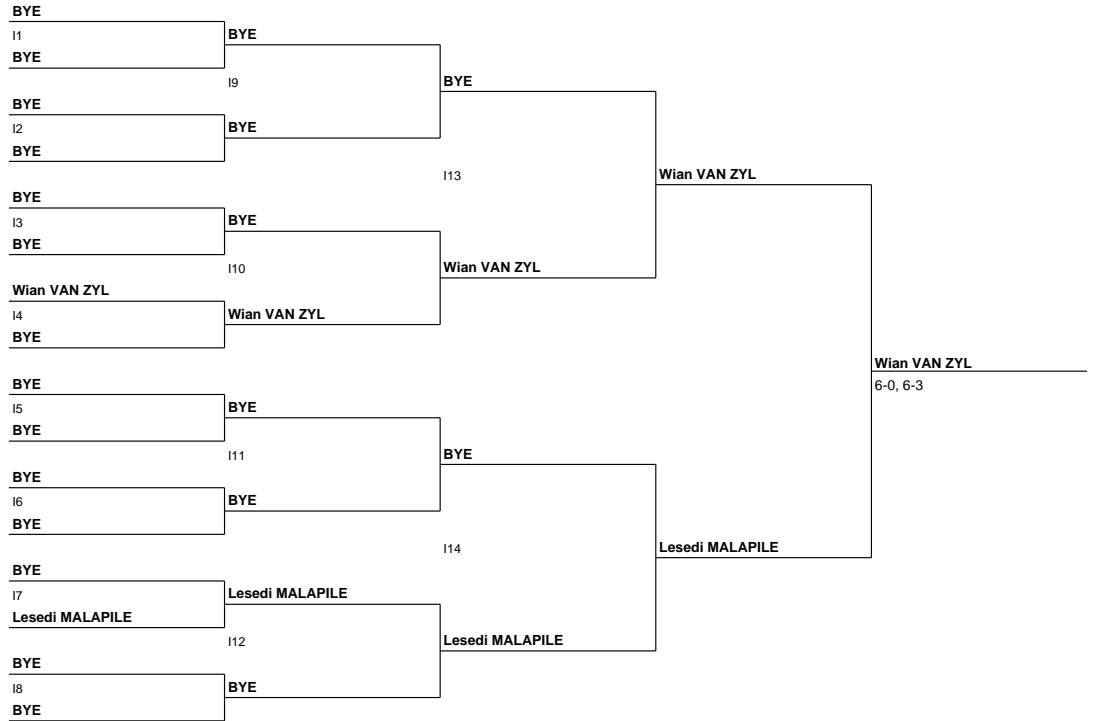 BYE
I1
BYE
BYE
I9
BYE
BYE
I2
BYE
BYE
I13
Wian VAN ZYL
BYE
I3
BYE
BYE
I10
Wian VAN ZYL
Wian VAN ZYL
I4
Wian VAN ZYL
BYE
Wian VAN ZYL
6-0, 6-3
BYE
I5
BYE
BYE
I11
BYE
BYE
I6
BYE
BYE
I14
Lesedi MALAPILE
BYE
I7
Lesedi MALAPILE
Lesedi MALAPILE
I12
Lesedi MALAPILE
BYE
I8
BYE
BYE